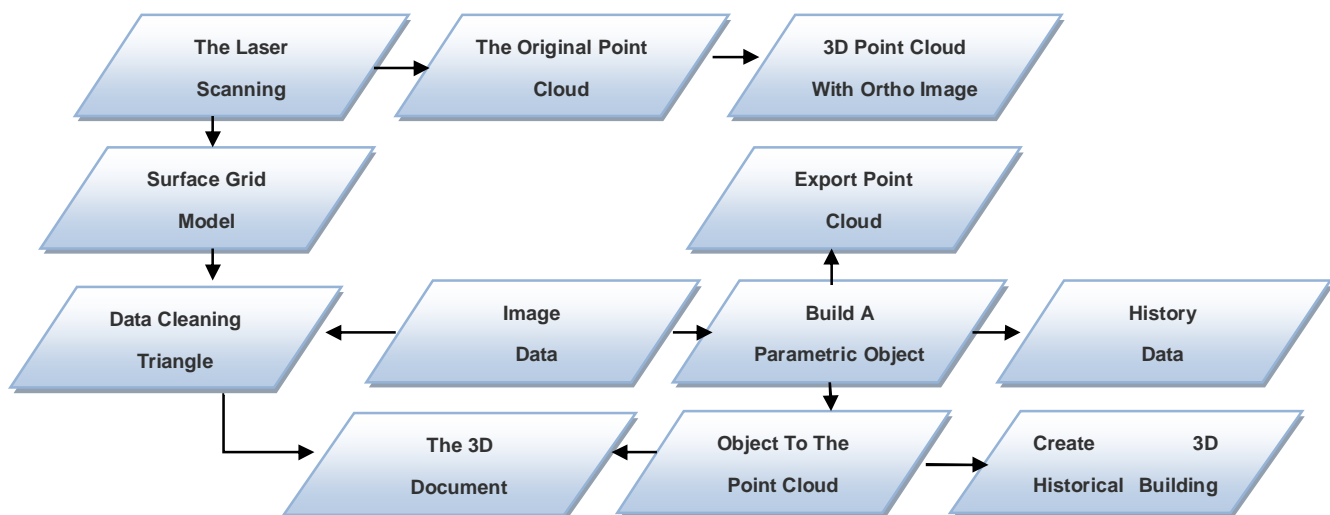 The Laser
Scanning
The Original Point
Cloud
3D Point Cloud
With Ortho Image
Surface Grid
Model
Export Point
Cloud
Data Cleaning
Triangle
Image
Data
Build A
Parametric Object
History
Data
The 3D
Document
Object To The
Point Cloud
Create 3D
Historical Building